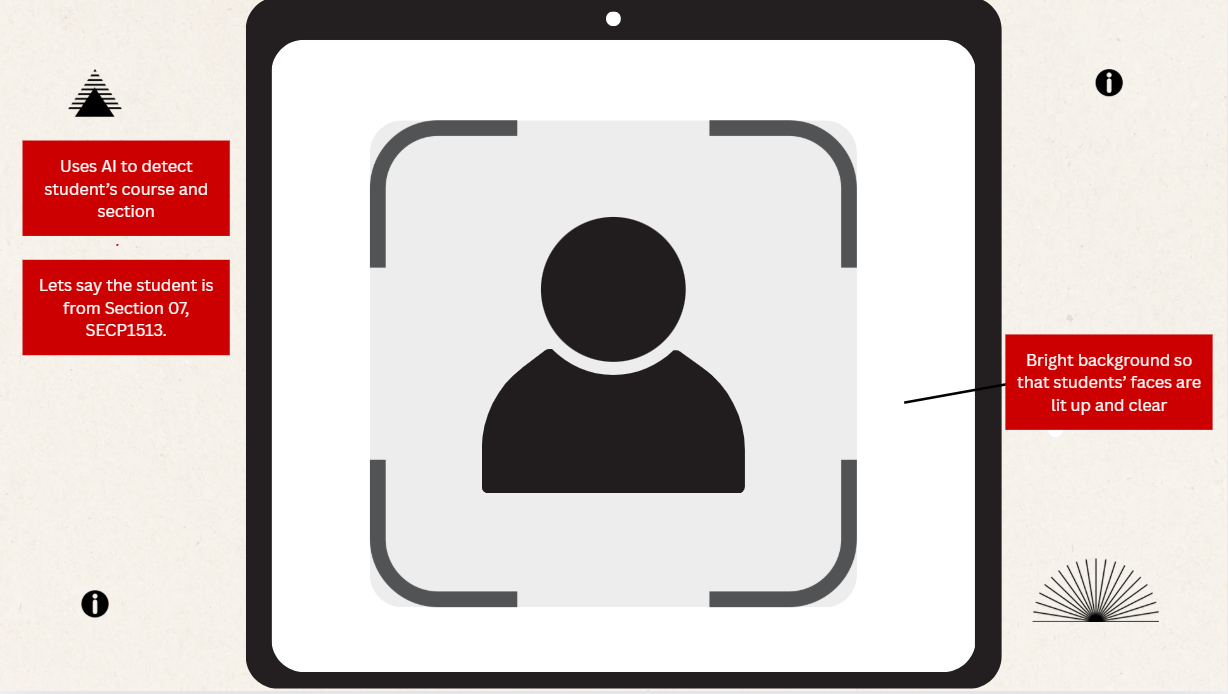 Uses AI to detect
student's course and
section
Lets say the student is
from Section 07,
SECP1513.
Bright background so
that students' faces are
lit up and clear